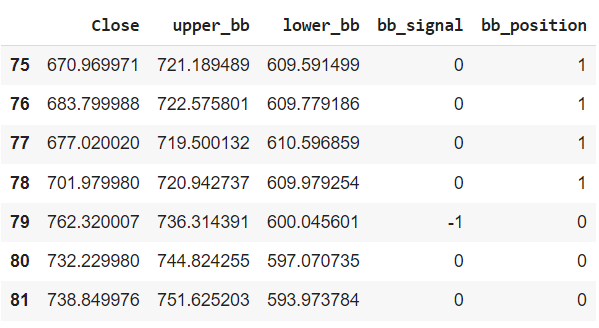 Close upper_bb lower_bb bb_signal bb_position
75 670.969971 721.189489 609.591499 0 1
76 683.799988 722.575801 609.779186 0 1
77 677.020020 719.500132 610.596859 0 1
78 701.979980 720.942737 609.979254 0 1
79 762.320007 736.314391 600.045601 -1 0
80 732.229980 744.824255 597.070735 0 0
81 738.849976 751.625203 593.973784 0 0